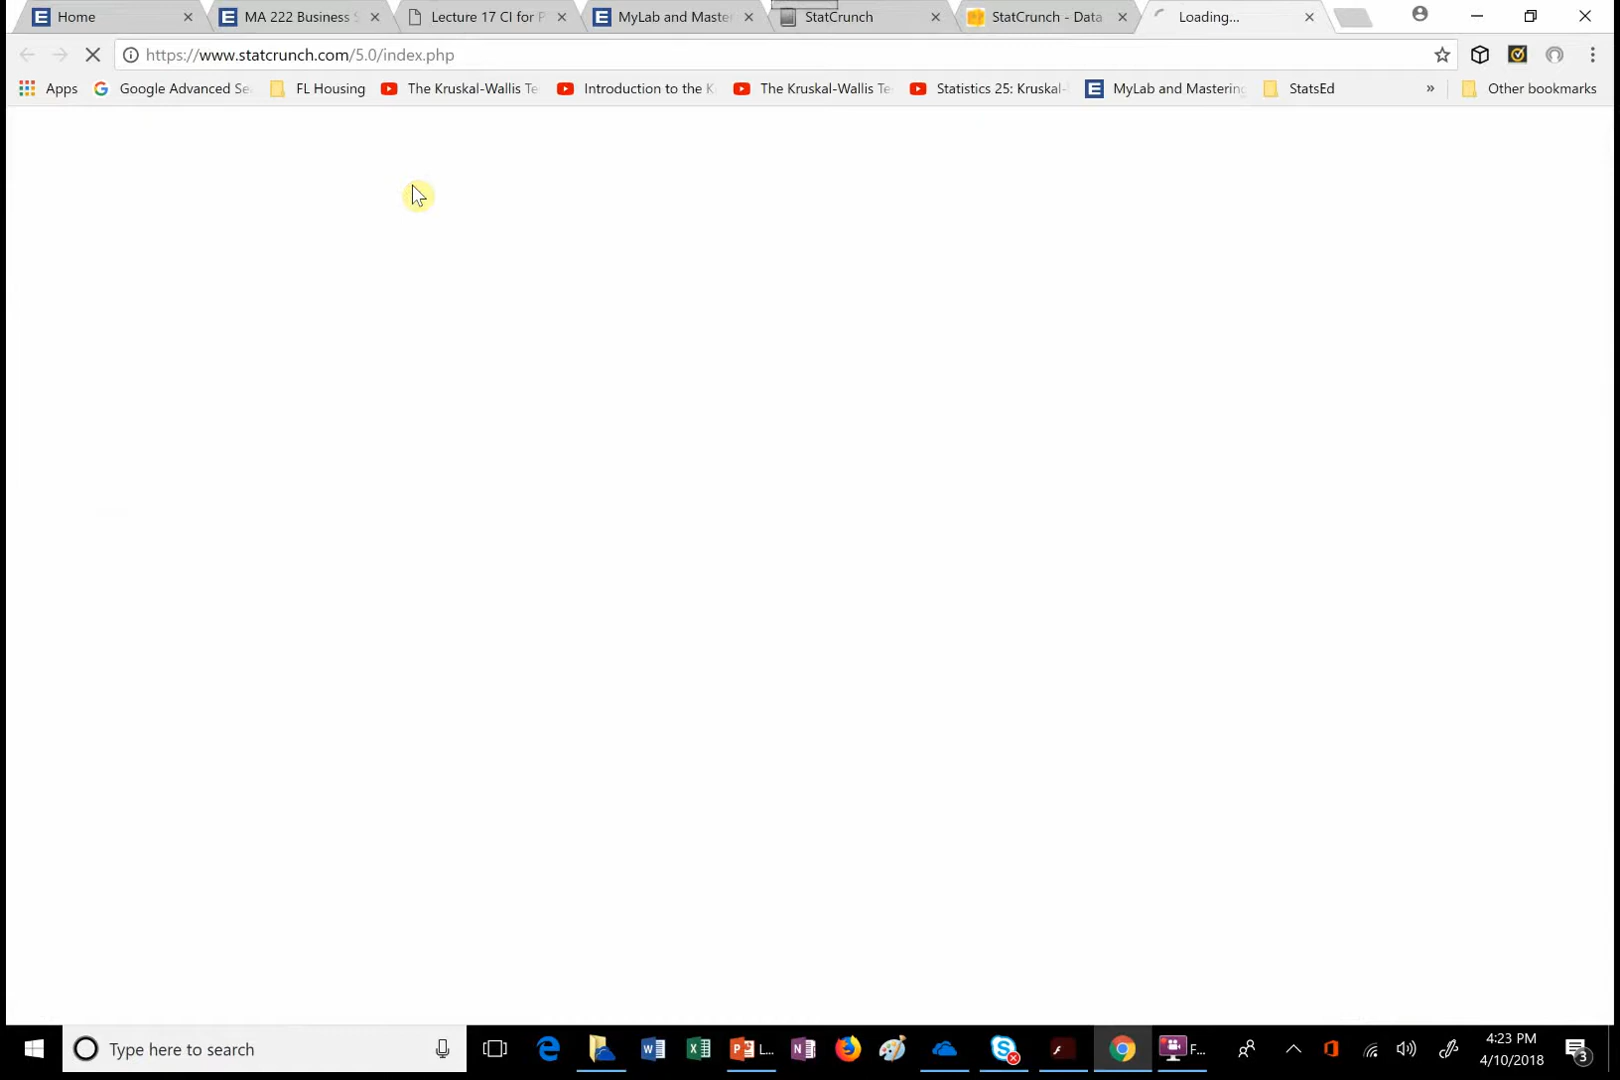 Home
MA 222 Business S
Lecture 17 CI for P
MyLab and Master
StatCrunch
StatCrunch - Data
Loading...
https://www.statcrunch.com/5.0/index.php
Apps
Google Advanced Se
FL Housing
The Kruskal-Wallis Te
Introduction to the K
The Kruskal-Wallis Te
Statistics 25: Kruskal-
MyLab and Mastering
StatsEd
»
Other bookmarks
Type here to search
L...
F...
4:23 PM
4/10/2018
3